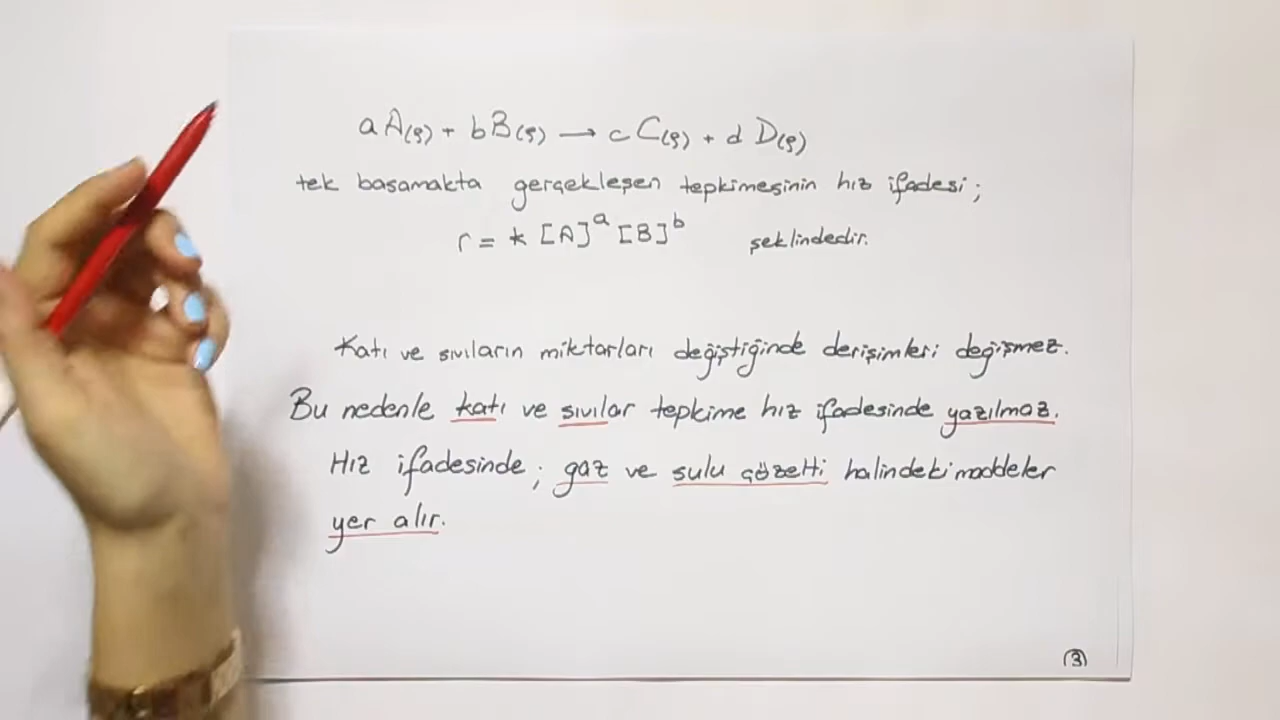 aA(g) + bB(g) → cC(g) + dD(g)
tek basamakta gerçekleşen tepkimesinin hız ifadesi;
r = k [A]ᵃ [B]ᵇ şeklindedir.
Katı ve sıvıların miktarları değiştiğinde derişimleri değişmez.
Bu nedenle katı ve sıvılar tepkime hız ifadesinde yazılmaz.
Hız ifadesinde; gaz ve sulu çözelti halindeki maddeler
yer alır.
3